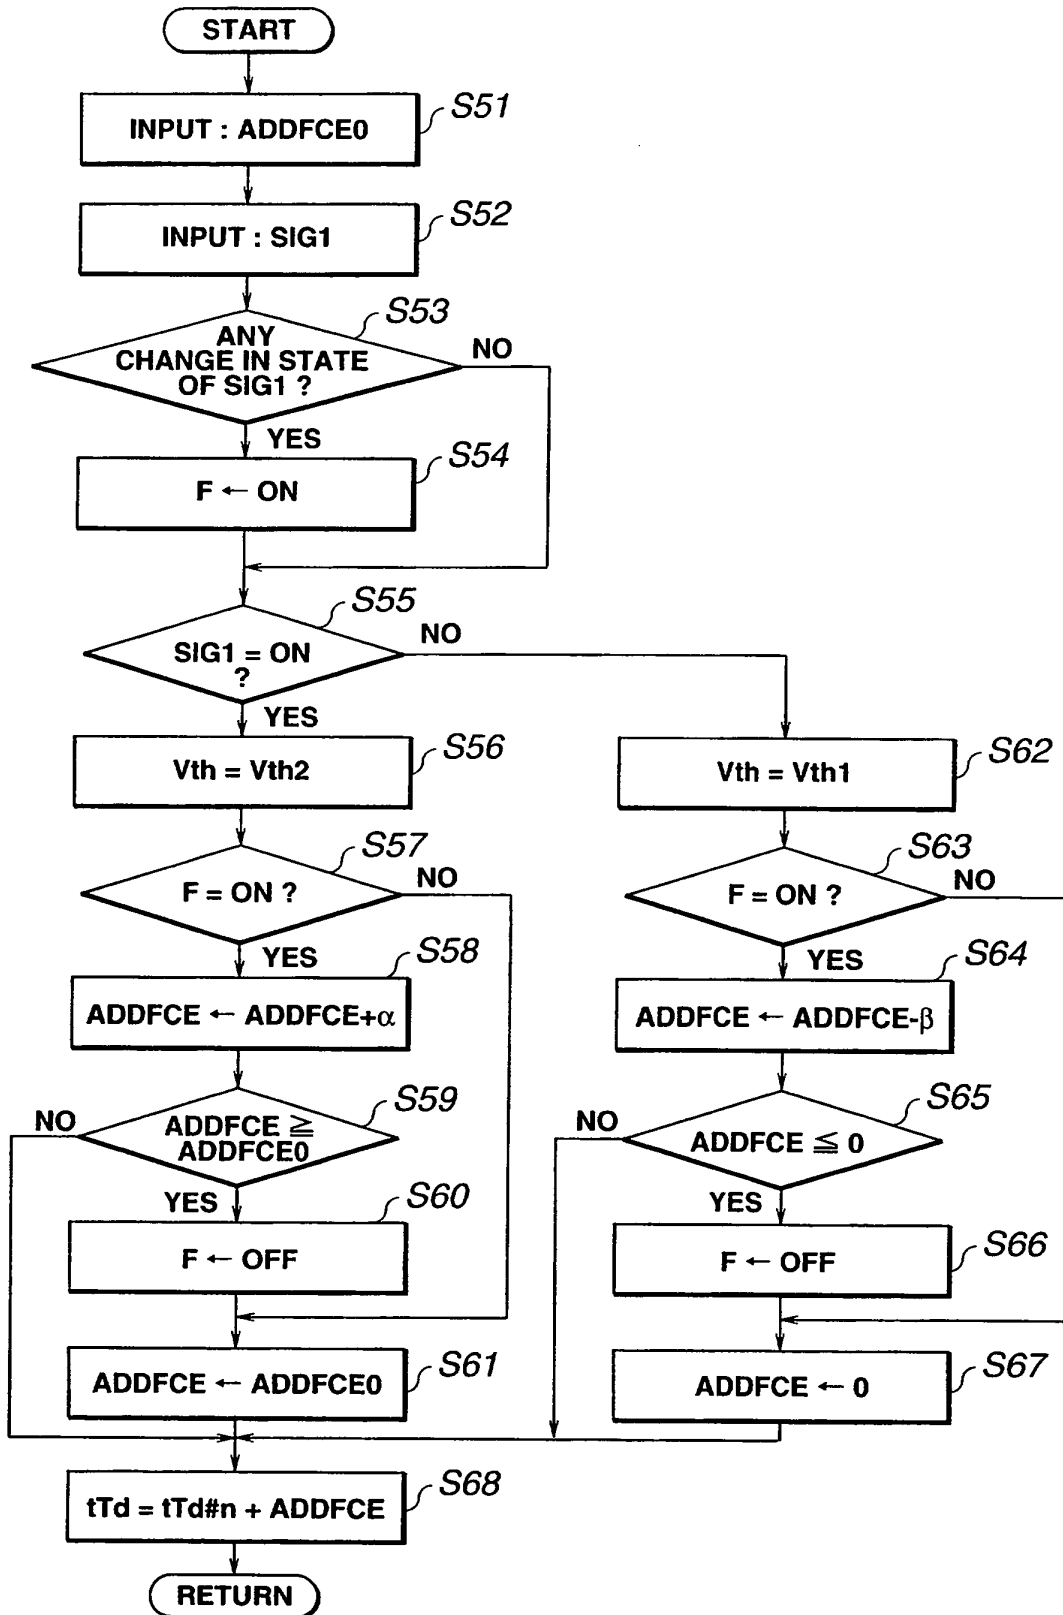 START
S51
INPUT : ADDFCE0
S52
INPUT : SIG1
S53
ANY
CHANGE IN STATE
OF SIG1 ?
NO
YES
S54
F ← ON
S55
SIG1 = ON
?
NO
YES
S56
Vth = Vth2
S57
F = ON ?
NO
YES
S58
ADDFCE ← ADDFCE+α
S59
ADDFCE ≧
ADDFCE0
NO
YES
S60
F ← OFF
S61
ADDFCE ← ADDFCE0
S62
Vth = Vth1
S63
F = ON ?
NO
YES
S64
ADDFCE ← ADDFCE-β
S65
ADDFCE ≦ 0
NO
YES
S66
F ← OFF
S67
ADDFCE ← 0
S68
tTd = tTd#n + ADDFCE
RETURN